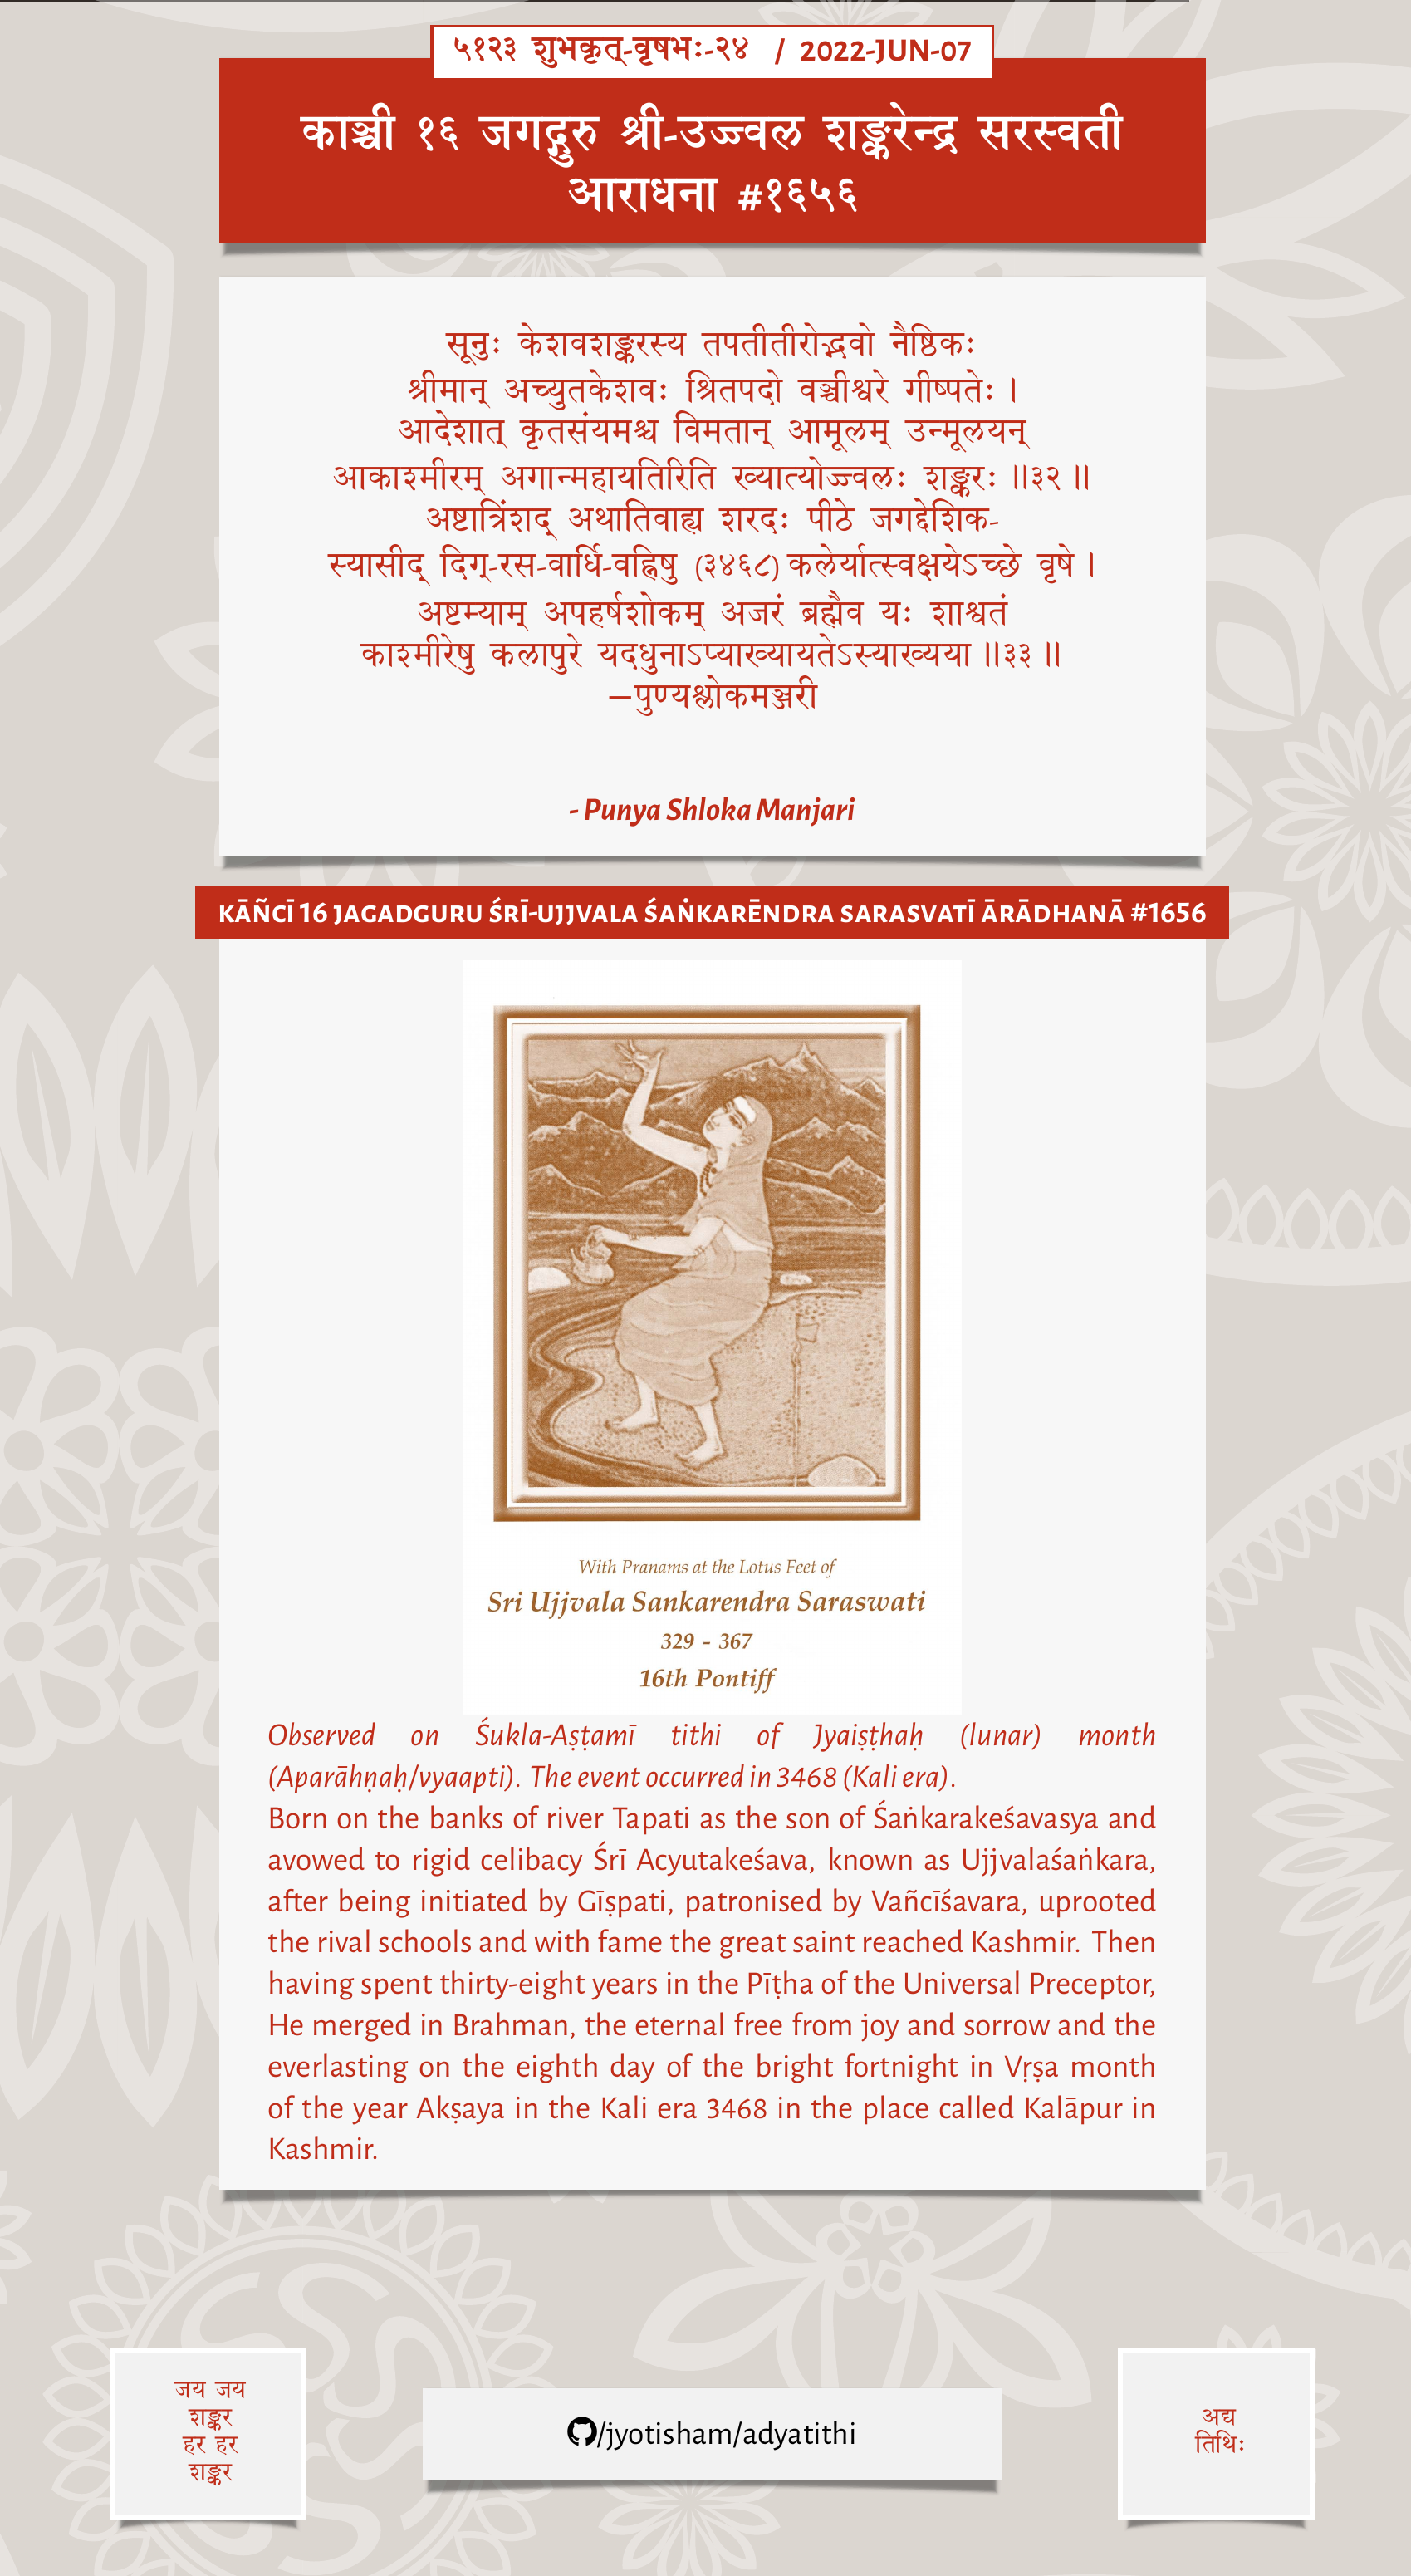 ५१२३ शुभकृत्-वृषभः-२४ / 2022-JUN-07
काञ्ची १६ जगद्गुरु श्री-उज्ज्वल शङ्करेन्द्र सरस्वती
आराधना #१६५६
सूनुः केशवशङ्करस्य तपतीतीरोद्भवो नैष्ठिकः
श्रीमान् अच्युतकेशवः श्रितपदो वञ्चीश्वरे गीष्पतेः ।
आदेशात् कृतसंयमश्च विमतान् आमूलम् उन्मूलयन्
आकाश्मीरम् अगान्महायतिरिति ख्यात्योज्ज्वलः शङ्करः ॥३२॥
अष्टात्रिंशद् अथातिवाह्य शरदः पीठे जगद्देशिक-
स्यासीद् दिग्-रस-वार्धि-वह्निषु (३४६८) कलेर्यात्स्वक्षयेऽच्छे वृषे ।
अष्टम्याम् अपहर्षशोकम् अजरं ब्रह्मैव यः शाश्वतं
काश्मीरेषु कलापुरे यदधुनाऽप्याख्यायतेऽस्याख्यया ॥३३॥
—पुण्यश्लोकमञ्जरी
- Punya Shloka Manjari
KĀÑCĪ 16 JAGADGURU ŚRĪ-UJJVALA ŚAṄKARĒNDRA SARASVATĪ ĀRĀDHANĀ #1656
With Pranams at the Lotus Feet of
Sri Ujjvala Sankarendra Saraswati
329 - 367
16th Pontiff
Observed on Śukla-Aṣṭamī tithi of Jyaiṣṭhaḥ (lunar) month
(Aparāhṇaḥ/vyaapti). The event occurred in 3468 (Kali era).
Born on the banks of river Tapati as the son of Śaṅkarakeśavasya and
avowed to rigid celibacy Śrī Acyutakeśava, known as Ujjvalaśaṅkara,
after being initiated by Gīṣpati, patronised by Vañcīśavara, uprooted
the rival schools and with fame the great saint reached Kashmir. Then
having spent thirty-eight years in the Pīṭha of the Universal Preceptor,
He merged in Brahman, the eternal free from joy and sorrow and the
everlasting on the eighth day of the bright fortnight in Vṛṣa month
of the year Akṣaya in the Kali era 3468 in the place called Kalāpur in
Kashmir.
जय जय
शङ्कर
हर हर
शङ्कर
/jyotisham/adyatithi
अद्य
तिथिः